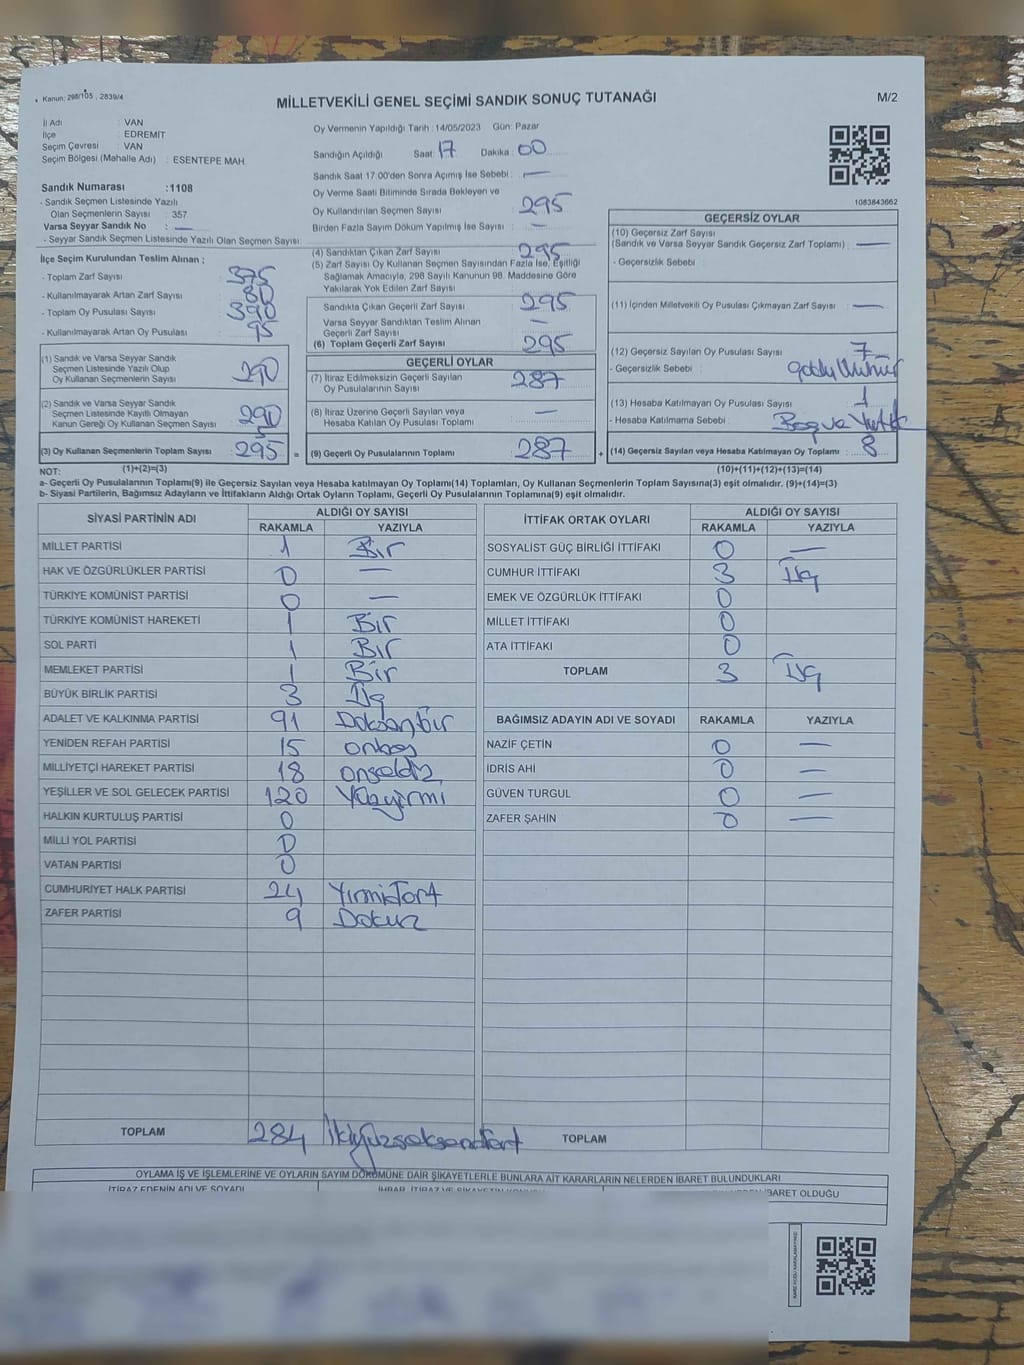 Kanun: 298/105 , 2839/4
MİLLETVEKİLİ GENEL SEÇİMİ SANDIK SONUÇ TUTANAĞI
M/2
İl Adı : VAN
İlçe : EDREMIT
Seçim Çevresi : VAN
Seçim Bölgesi (Mahalle Adı) : ESENTEPE MAH.
Sandık Numarası :1108
- Sandık Seçmen Listesinde Yazılı
Olan Seçmenlerin Sayısı : 357
Varsa Seyyar Sandık No : —
- Seyyar Sandık Seçmen Listesinde Yazılı Olan Seçmen Sayısı:
İlçe Seçim Kurulundan Teslim Alınan ;
- Toplam Zarf Sayısı 375
- Kullanılmayarak Artan Zarf Sayısı 80
- Toplam Oy Pusulası Sayısı 390
- Kullanılmayarak Artan Oy Pusulası 95
(1) Sandık ve Varsa Seyyar Sandık
Seçmen Listesinde Yazılı Olup
Oy Kullanan Seçmenlerin Sayısı 290
(2) Sandık ve Varsa Seyyar Sandık
Seçmen Listesinde Kayıtlı Olmayan
Kanun Gereği Oy Kullanan Seçmen Sayısı 290
5
(3) Oy Kullanan Seçmenlerin Toplam Sayısı 295 =
(1)+(2)=(3)
Oy Vermenin Yapıldığı Tarih : 14/05/2023 Gün: Pazar
Sandığın Açıldığı Saat: 17 Dakika : 00
Sandık Saat 17:00'den Sonra Açımış İse Sebebi : —
Oy Verme Saati Bitiminde Sırada Bekleyen ve
Oy Kullandırılan Seçmen Sayısı 295
Birden Fazla Sayım Döküm Yapılmış İse Sayısı : —
(4) Sandıktan Çıkan Zarf Sayısı 295
(5) Zarf Sayısı Oy Kullanan Seçmen Sayısından Fazla İse, Eşitliği
Sağlamak Amacıyla, 298 Sayılı Kanunun 98. Maddesine Göre
Yakılarak Yok Edilen Zarf Sayısı
Sandıkta Çıkan Geçerli Zarf Sayısı 295
Varsa Seyyar Sandıktan Teslim Alınan
Geçerli Zarf Sayısı —
(6) Toplam Geçerli Zarf Sayısı 295
GEÇERLİ OYLAR
(7) İtiraz Edilmeksizin Geçerli Sayılan
Oy Pusulalarının Sayısı 287
(8) İtiraz Üzerine Geçerli Sayılan veya
Hesaba Katılan Oy Pusulası Toplamı —
(9) Geçerli Oy Pusulalarının Toplamı 287 +
1083843662
GEÇERSİZ OYLAR
(10) Geçersiz Zarf Sayısı
(Sandık ve Varsa Seyyar Sandık Geçersiz Zarf Toplamı) : —
- Geçersizlik Sebebi :
(11) İçinden Milletvekili Oy Pusulası Çıkmayan Zarf Sayısı —
(12) Geçersiz Sayılan Oy Pusulası Sayısı 7
- Geçersizlik Sebebi :
(13) Hesaba Katılmayan Oy Pusulası Sayısı 1
- Hesaba Katılmama Sebebi Boş ve
(14) Geçersiz Sayılan veya Hesaba Katılmayan Oy Toplamı : 8
(10)+(11)+(12)+(13)=(14)
NOT:
a- Geçerli Oy Pusulalarının Toplamı(9) ile Geçersiz Sayılan veya Hesaba katılmayan Oy Toplamı(14) Toplamları, Oy Kullanan Seçmenlerin Toplam Sayısına(3) eşit olmalıdır. (9)+(14)=(3)
b- Siyasi Partilerin, Bağımsız Adayların ve İttifakların Aldığı Ortak Oyların Toplamı, Geçerli Oy Pusulalarının Toplamına(9) eşit olmalıdır.
SİYASİ PARTİNİN ADI ALDIĞI OY SAYISI
RAKAMLA YAZIYLA
MİLLET PARTİSİ 1 Bir
HAK VE ÖZGÜRLÜKLER PARTİSİ 0 —
TÜRKİYE KOMÜNİST PARTİSİ 0 —
TÜRKİYE KOMÜNİST HAREKETİ 1 Bir
SOL PARTİ 1 Bir
MEMLEKET PARTİSİ 1 Bir
BÜYÜK BİRLİK PARTİSİ 3 Üç
ADALET VE KALKINMA PARTİSİ 91 Doksanbir
YENİDEN REFAH PARTİSİ 15 onbeş
MİLLİYETÇİ HAREKET PARTİSİ 18 onsekiz
YEŞİLLER VE SOL GELECEK PARTİSİ 120 Yüzyirmi
HALKIN KURTULUŞ PARTİSİ 0
MİLLİ YOL PARTİSİ 0
VATAN PARTİSİ 0
CUMHURİYET HALK PARTİSİ 24 Yirmidört
ZAFER PARTİSİ 9 Dokuz
TOPLAM 284 İkiyüzseksendört
İTTİFAK ORTAK OYLARI ALDIĞI OY SAYISI
RAKAMLA YAZIYLA
SOSYALİST GÜÇ BİRLİĞİ İTTİFAKI 0 —
CUMHUR İTTİFAKI 3 Üç
EMEK VE ÖZGÜRLÜK İTTİFAKI 0
MİLLET İTTİFAKI 0
ATA İTTİFAKI 0
TOPLAM 3 Üç
BAĞIMSIZ ADAYIN ADI VE SOYADI RAKAMLA YAZIYLA
NAZİF ÇETİN 0 —
İDRİS AHİ 0 —
GÜVEN TURGUL 0 —
ZAFER ŞAHİN 0 —
TOPLAM
OYLAMA İŞ VE İŞLEMLERİNE VE OYLARIN SAYIM DÖKÜMÜNE DAİR ŞİKAYETLERLE BUNLARA AİT KARARLARIN NELERDEN İBARET BULUNDUKLARI
İTİRAZ EDENİN ADI VE SOYADI
İBARET OLDUĞU